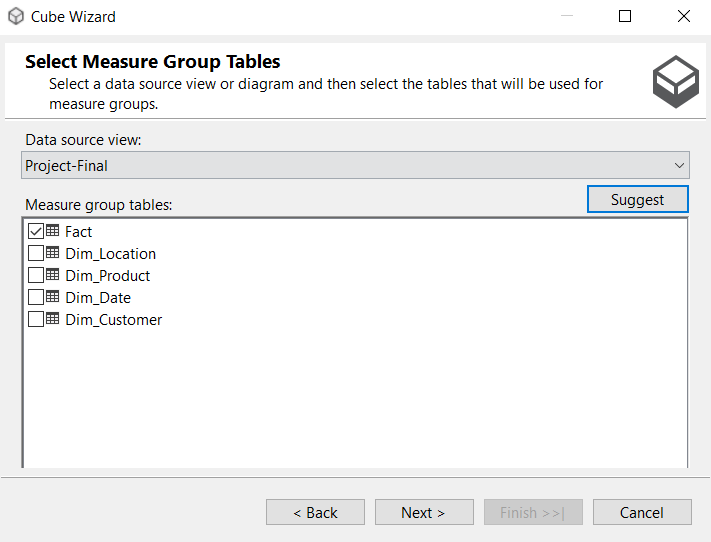 Cube Wizard
Select Measure Group Tables
Select a data source view or diagram and then select the tables that will be used for
measure groups.
Data source view:
Project-Final
Suggest
Measure group tables:
Fact
Dim_Location
Dim_Product
Dim_Date
Dim_Customer
< Back
Next >
Finish >>|
Cancel